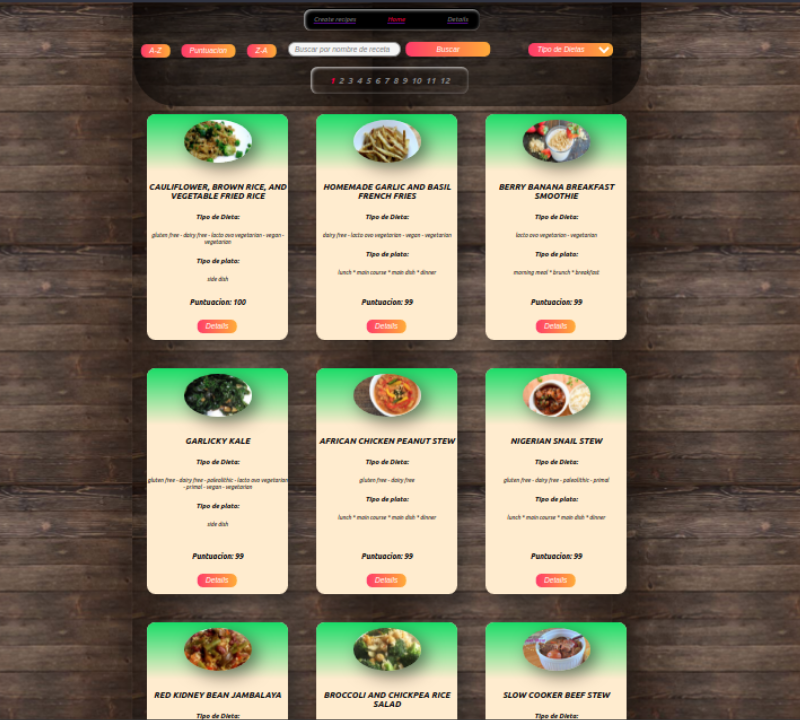 Create recipes Home Details
A-Z Puntuacion Z-A Buscar por nombre de receta Buscar Tipo de Dietas
1 2 3 4 5 6 7 8 9 10 11 12
CAULIFLOWER, BROWN RICE, AND
VEGETABLE FRIED RICE
Tipo de Dieta:
gluten free - dairy free - lacto ovo vegetarian - vegan -
vegetarian
Tipo de plato:
side dish
Puntuacion: 100
Details
HOMEMADE GARLIC AND BASIL
FRENCH FRIES
Tipo de Dieta:
dairy free - lacto ovo vegetarian - vegan - vegetarian
Tipo de plato:
lunch * main course * main dish * dinner
Puntuacion: 99
Details
BERRY BANANA BREAKFAST
SMOOTHIE
Tipo de Dieta:
lacto ovo vegetarian - vegetarian
Tipo de plato:
morning meal * brunch * breakfast
Puntuacion: 99
Details
GARLICKY KALE
Tipo de Dieta:
gluten free - dairy free - paleolithic - lacto ovo vegetarian
- primal - vegan - vegetarian
Tipo de plato:
side dish
Puntuacion: 99
Details
AFRICAN CHICKEN PEANUT STEW
Tipo de Dieta:
gluten free - dairy free
Tipo de plato:
lunch * main course * main dish * dinner
Puntuacion: 99
Details
NIGERIAN SNAIL STEW
Tipo de Dieta:
gluten free - dairy free - paleolithic - primal
Tipo de plato:
lunch * main course * main dish * dinner
Puntuacion: 99
Details
RED KIDNEY BEAN JAMBALAYA
Tipo de Dieta:
BROCCOLI AND CHICKPEA RICE
SALAD
Tipo de Dieta:
SLOW COOKER BEEF STEW
Tipo de Dieta: